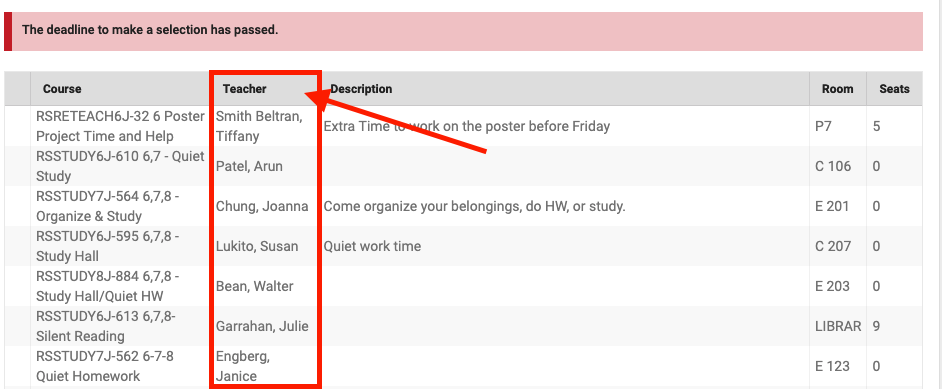 The deadline to make a selection has passed.
Course Teacher Description Room Seats
RSRETEACH6J-32 6 Poster Smith Beltran,
Project Time and Help Tiffany Extra Time to work on the poster before Friday P7 5
RSSTUDY6J-610 6,7 - Quiet
Study Patel, Arun C 106 0
RSSTUDY7J-564 6,7,8 -
Organize & Study Chung, Joanna Come organize your belongings, do HW, or study. E 201 0
RSSTUDY6J-595 6,7,8 -
Study Hall Lukito, Susan Quiet work time C 207 0
RSSTUDY8J-884 6,7,8 -
Study Hall/Quiet HW Bean, Walter E 203 0
RSSTUDY6J-613 6,7,8-
Silent Reading Garrahan, Julie LIBRAR 9
RSSTUDY7J-562 6-7-8 Engberg,
Quiet Homework Janice E 123 0